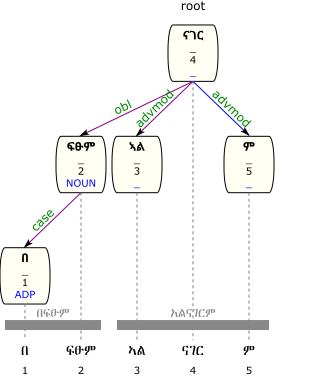 root
ናገር
_
4
_
obl
advmod
advmod
ፍፁም
_
2
NOUN
ኣል
_
3
_
ም
_
5
_
case
በ
_
1
ADP
በፍፁም አልናገርም
በ ፍፁም ኣል ናገር ም
1 2 3 4 5